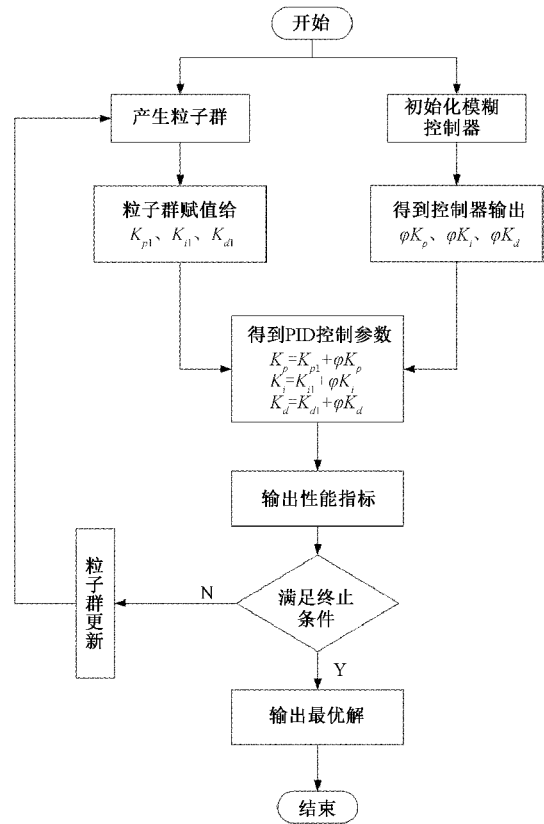 开始
产生粒子群
初始化模糊
控制器
粒子群赋值给
Kp1、Ki1、Kd1
得到控制器输出
φKp、φKi、φKd
得到PID控制参数
Kp=Kp1+φKp
Ki=Ki1+φKi
Kd=Kd1+φKd
输出性能指标
粒子群更新
N
满足终止
条件
Y
输出最优解
结束